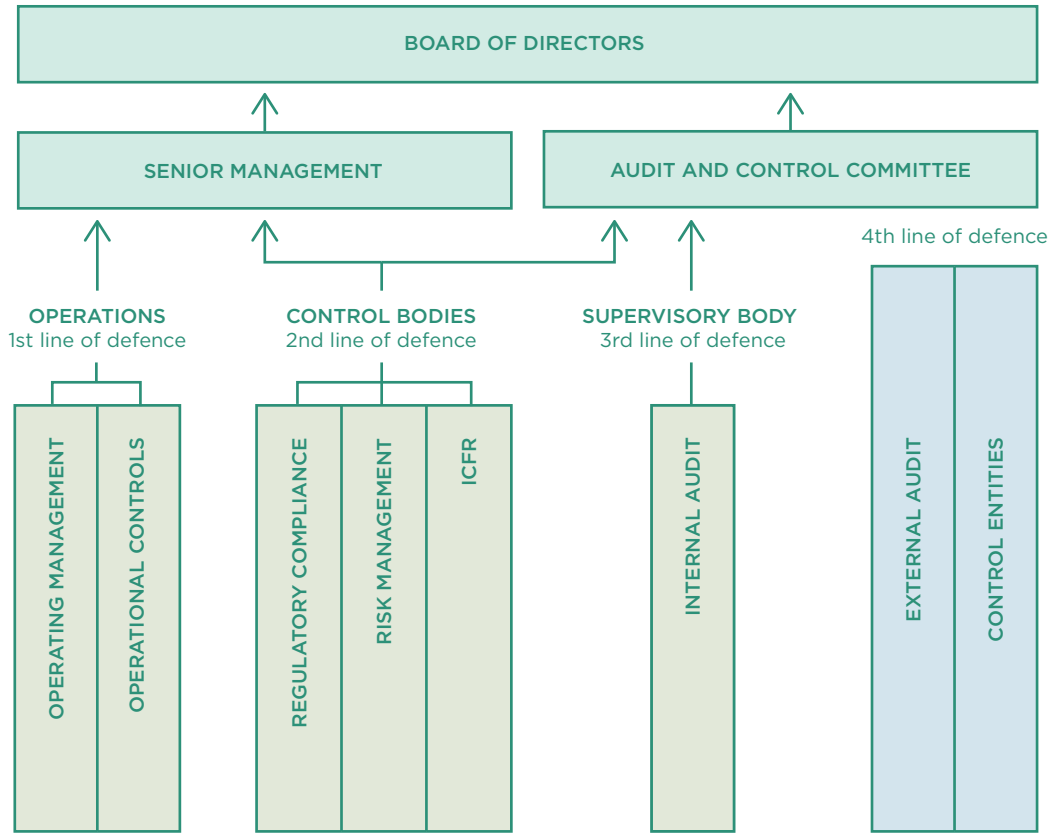 BOARD OF DIRECTORS
SENIOR MANAGEMENT
AUDIT AND CONTROL COMMITTEE
4th line of defence
OPERATIONS
1st line of defence
CONTROL BODIES
2nd line of defence
SUPERVISORY BODY
3rd line of defence
OPERATING MANAGEMENT
OPERATIONAL CONTROLS
REGULATORY COMPLIANCE
RISK MANAGEMENT
ICFR
INTERNAL AUDIT
EXTERNAL AUDIT
CONTROL ENTITIES